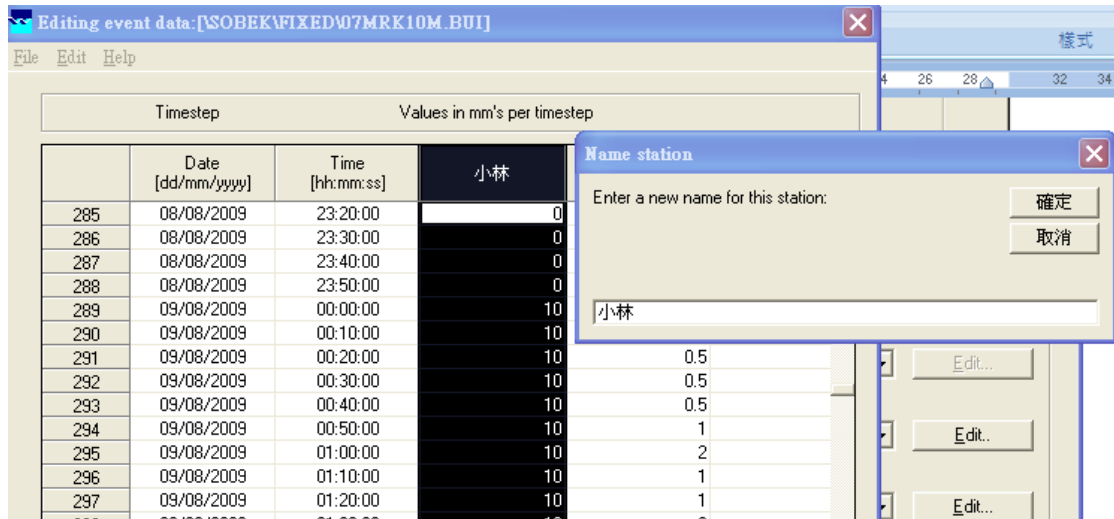 Editing event data:[\SOBEK\FIXED\07MRK10M.BUI]
樣式
File Edit Help
4 26 28 32 34
Timestep Values in mm's per timestep
Name station
Date
[dd/mm/yyyy]
Time
[hh:mm:ss]
小林
Enter a new name for this station:
確定
取消
小林
285 08/08/2009 23:20:00 0
286 08/08/2009 23:30:00 0
287 08/08/2009 23:40:00 0
288 08/08/2009 23:50:00 0
289 09/08/2009 00:00:00 10
290 09/08/2009 00:10:00 10
291 09/08/2009 00:20:00 10 0.5
Edit...
292 09/08/2009 00:30:00 10 0.5
293 09/08/2009 00:40:00 10 0.5
294 09/08/2009 00:50:00 10 1
Edit..
295 09/08/2009 01:00:00 10 2
296 09/08/2009 01:10:00 10 1
297 09/08/2009 01:20:00 10 1
Edit...